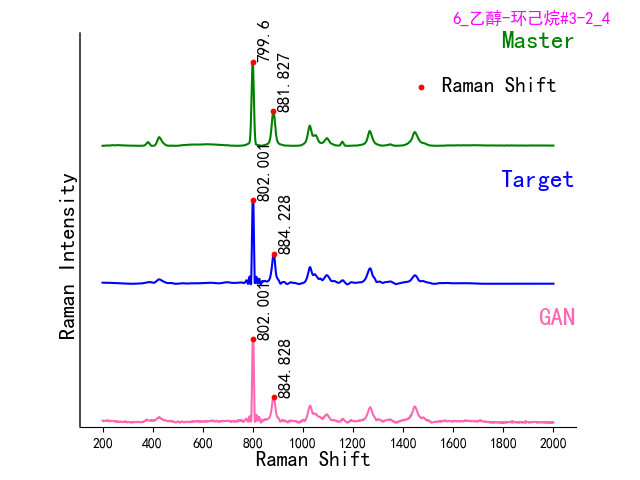 6_乙醇-环己烷#3-2_4
Master
Raman Shift
799.6
881.827
Target
802.001
884.228
GAN
802.001
884.828
Raman Intensity
200 400 600 800 1000 1200 1400 1600 1800 2000
Raman Shift